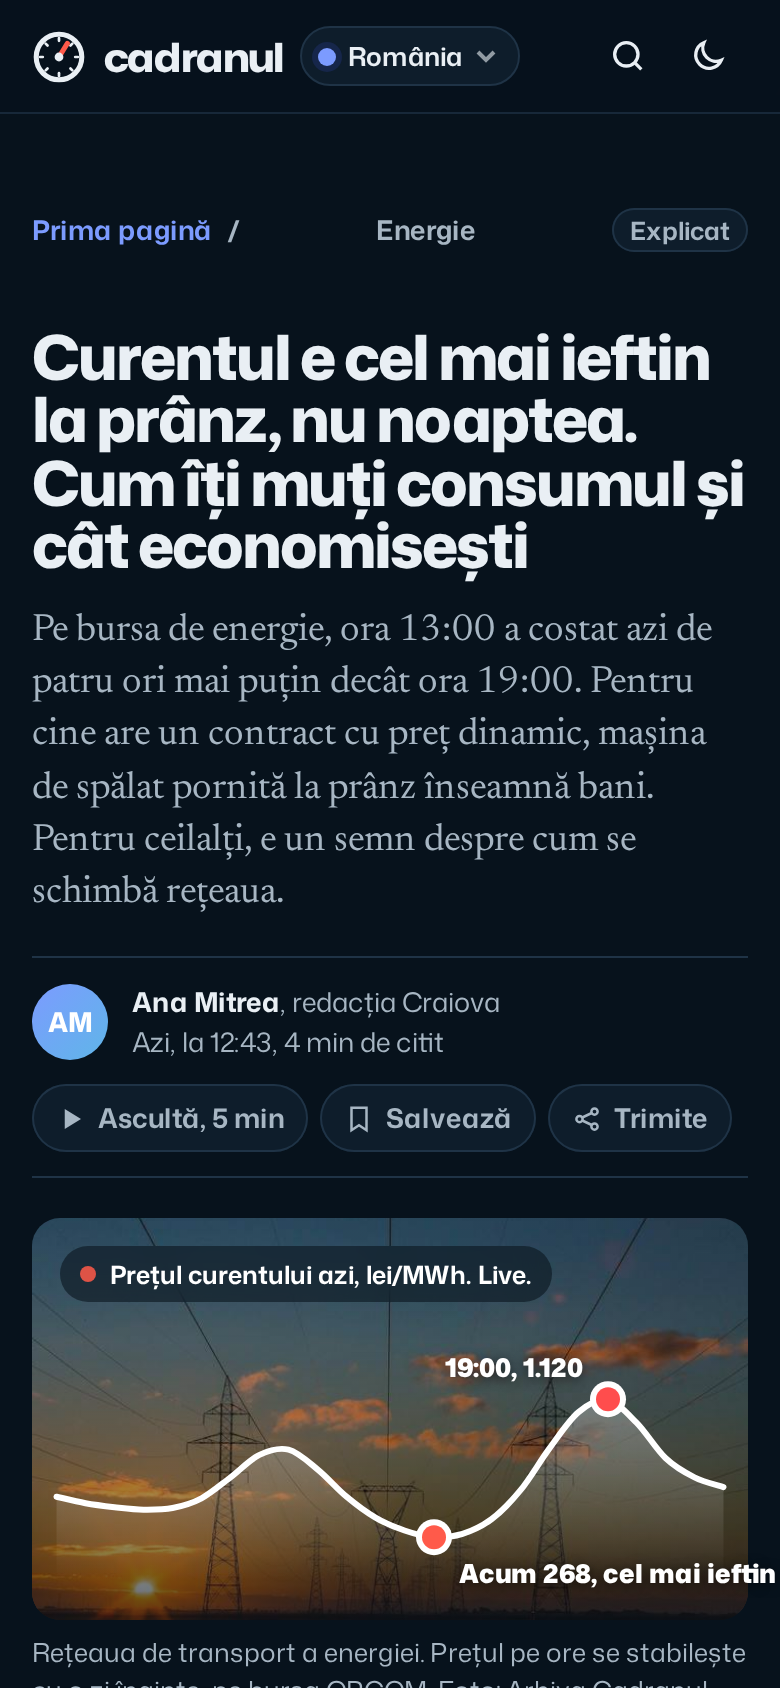 cadranul
România
Prima pagină / Energie Explicat
Curentul e cel mai ieftin
la prânz, nu noaptea.
Cum îți muți consumul și
cât economisești
Pe bursa de energie, ora 13:00 a costat azi de
patru ori mai puțin decât ora 19:00. Pentru
cine are un contract cu preț dinamic, mașina
de spălat pornită la prânz înseamnă bani.
Pentru ceilalți, e un semn despre cum se
schimbă rețeaua.
AM
Ana Mitrea, redacția Craiova
Azi, la 12:43, 4 min de citit
Ascultă, 5 min
Salvează
Trimite
Prețul curentului azi, lei/MWh. Live.
19:00, 1.120
Acum 268, cel mai ieftin
Rețeaua de transport a energiei. Prețul pe ore se stabilește